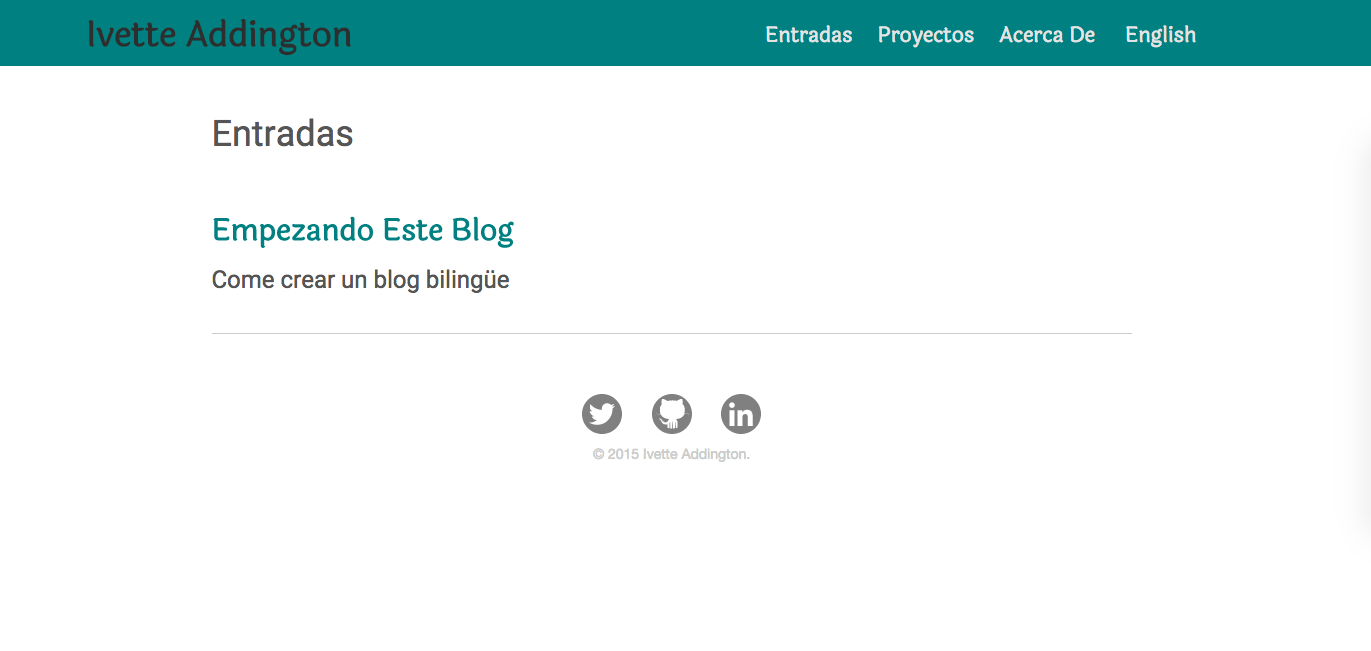 Ivette Addington
Entradas Proyectos Acerca De English
Entradas
Empezando Este Blog
Come crear un blog bilingüe
in
© 2015 Ivette Addington.